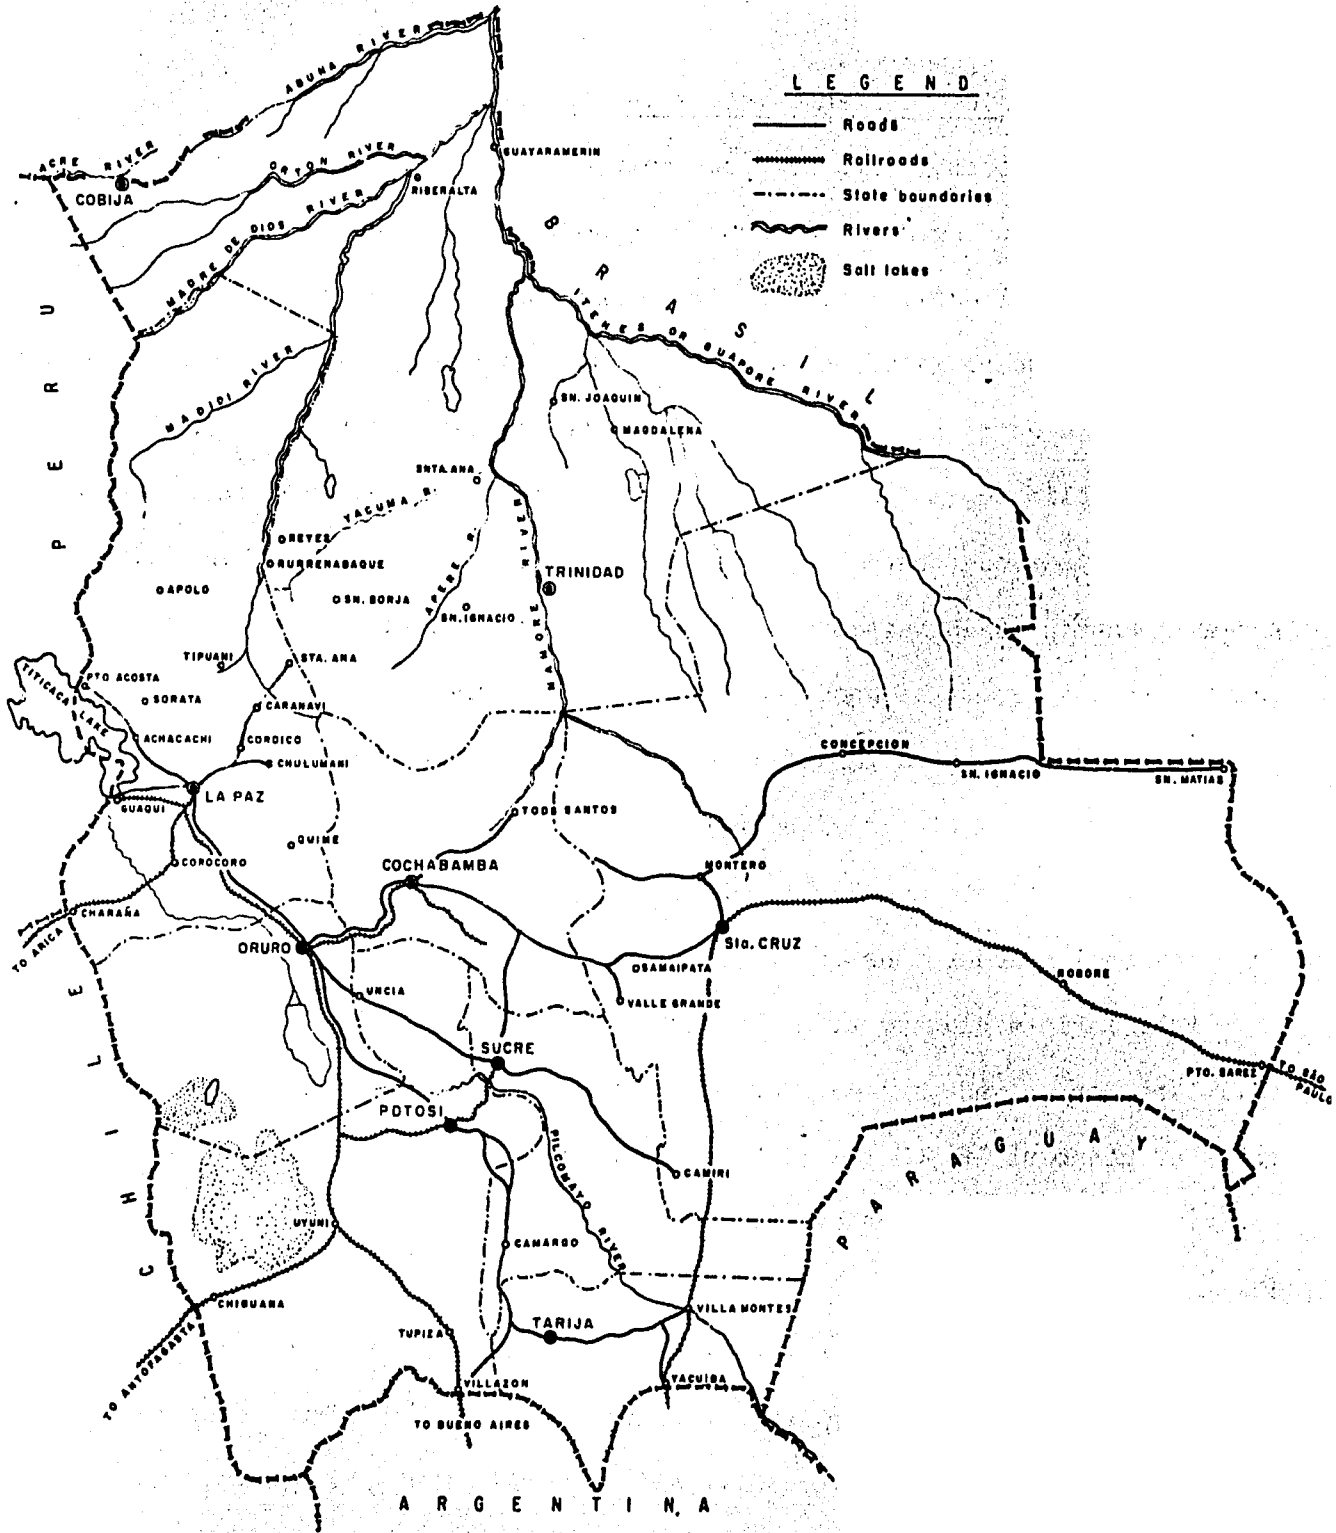 LEGEND
Roads
Railroads
State boundaries
Rivers
Salt lakes
ABUNA RIVER
ACRE RIVER
COBIJA
ORTON RIVER
GUAYARAMERIN
RIBERALTA
MADRE DE DIOS RIVER
BRASIL
ITENES OR GUAPORE RIVER
PERU
MADIDI RIVER
SN. JOAQUIN
MAGDALENA
SNTA. ANA
YACUMA R.
REYES
RURRENABAQUE
MAMORE RIVER
TRINIDAD
APOLO
SN. BORJA
APERE R.
SN. IGNACIO
TIPUANI
STA. ANA
TITICACA LAKE
PTO ACOSTA
SORATA
CARANAVI
ACHACACHI
COROICO
CHULUMANI
CONCEPCION
SN. IGNACIO
SN. MATIAS
LA PAZ
GUAQUI
TODS SANTOS
QUIME
COROCORO
COCHABAMBA
MONTERO
CHARAÑA
TO ARICA
ORURO
Sta. CRUZ
SAMAIPATA
ROBORE
UNCIA
VALLE GRANDE
CHILE
SUCRE
PTO. SAREZ
TO SÃO
PAULO
POTOSI
PILCOMAYO RIVER
PARAGUAY
CAMIRI
UYUNI
CAMARGO
CHIGUANA
VILLA MONTES
TARIJA
TUPIZA
TO ANTOFAGASTA
VILLAZON
YACUIBA
TO BUENO AIRES
ARGENTINA